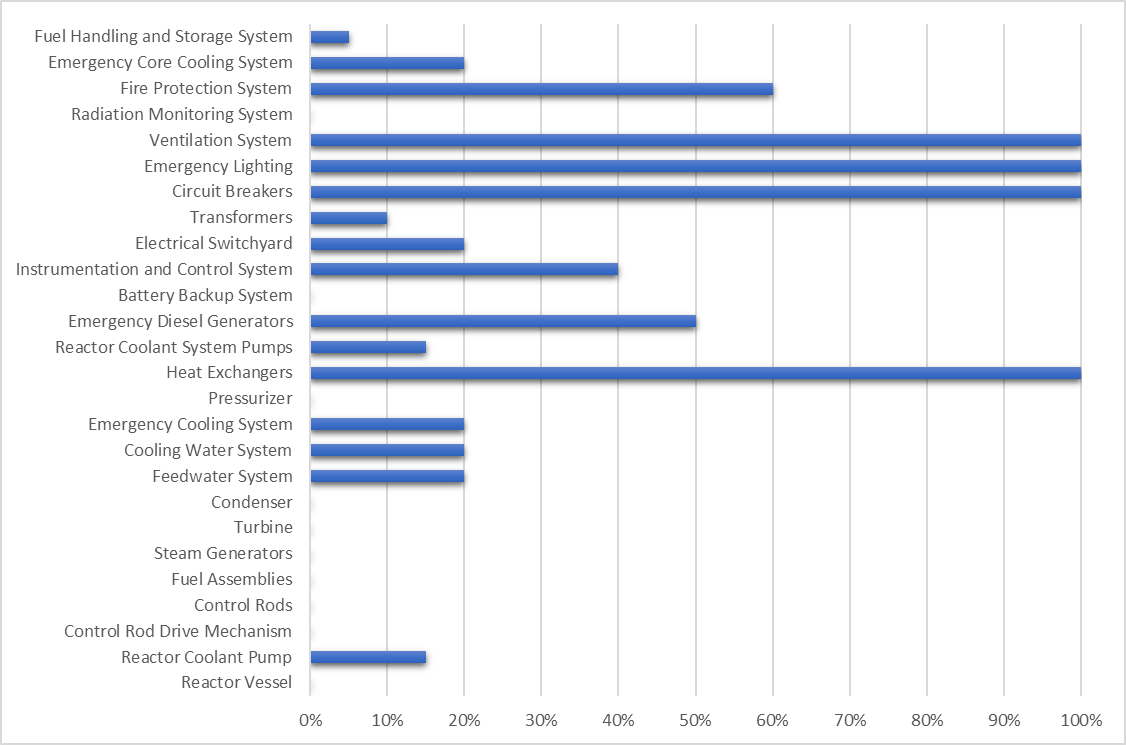 Fuel Handling and Storage System
Emergency Core Cooling System
Fire Protection System
Radiation Monitoring System
Ventilation System
Emergency Lighting
Circuit Breakers
Transformers
Electrical Switchyard
Instrumentation and Control System
Battery Backup System
Emergency Diesel Generators
Reactor Coolant System Pumps
Heat Exchangers
Pressurizer
Emergency Cooling System
Cooling Water System
Feedwater System
Condenser
Turbine
Steam Generators
Fuel Assemblies
Control Rods
Control Rod Drive Mechanism
Reactor Coolant Pump
Reactor Vessel
0% 10% 20% 30% 40% 50% 60% 70% 80% 90% 100%